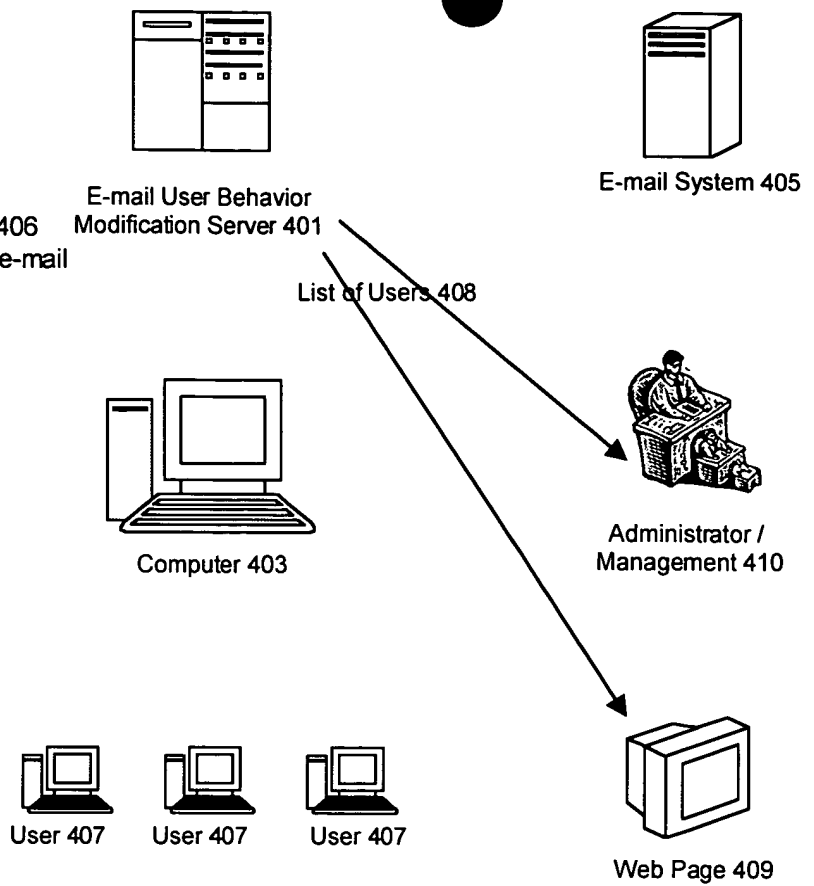 E-mail User Behavior
Modification Server 401
E-mail System 405
406
e-mail
List of Users 408
Computer 403
Administrator /
Management 410
User 407
User 407
User 407
Web Page 409